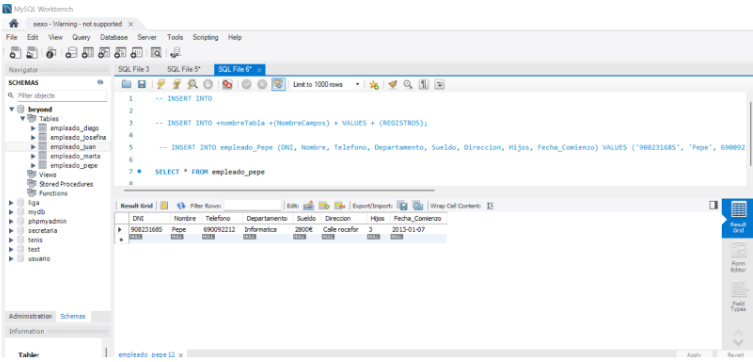 MySQL Workbench
sexo - Warning - not supported ×
File Edit View Query Database Server Tools Scripting Help
Navigator
SCHEMAS
Filter objects
beyond
Tables
empleado_diego
empleado_josefina
empleado_juan
empleado_marta
empleado_pepe
Views
Stored Procedures
Functions
liga
mydb
phpmyadmin
secretaria
tenis
test
usuario
Administration Schemas
Information
Table:
SQL File 3 SQL File 5* SQL File 6* ×
Limit to 1000 rows
1 -- INSERT INTO
2
3 -- INSERT INTO +nombreTabla +(NombreCampos) + VALUES + (REGISTROS);
4
5 -- INSERT INTO empleado_Pepe (DNI, Nombre, Telefono, Departamento, Sueldo, Direccion, Hijos, Fecha_Comienzo) VALUES ('90823168S', 'Pepe', 690092
6
7 SELECT * FROM empleado_pepe
8
Result Grid Filter Rows: Edit: Export/Import: Wrap Cell Content:
DNI Nombre Telefono Departamento Sueldo Direccion Hijos Fecha_Comienzo
90823168S Pepe 690092212 Informatica 2800€ Calle rocafor 3 2013-01-07
NULL NULL NULL NULL NULL NULL NULL NULL
Result Grid
Form Editor
Field Types
empleado_pepe 12 ×
Apply Revert